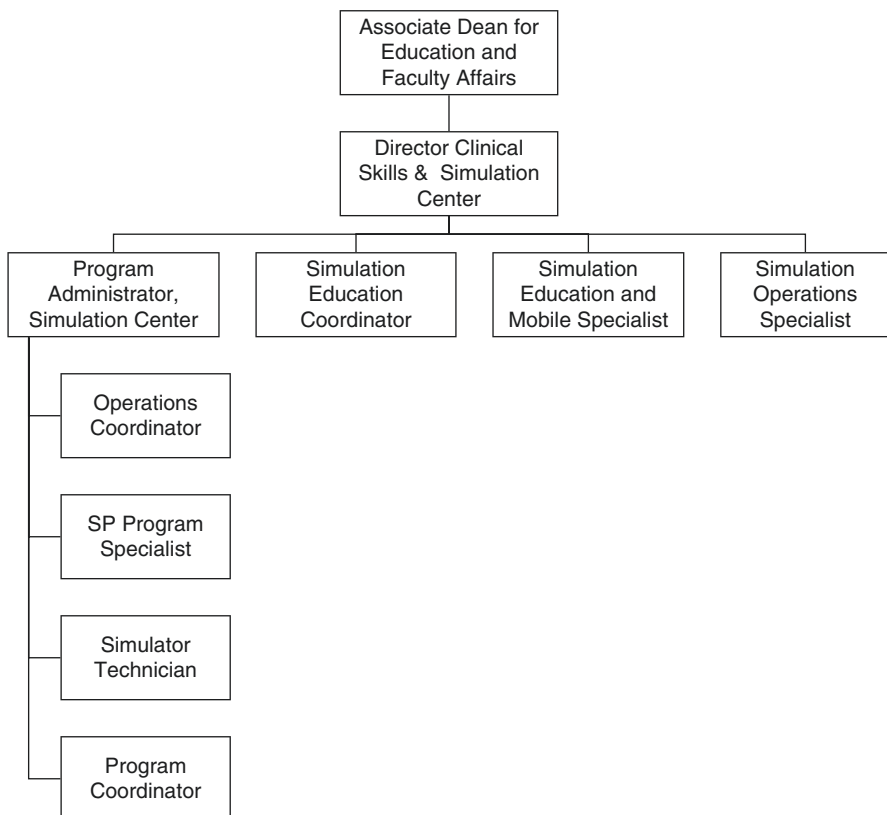 Associate Dean for
Education and
Faculty Affairs
Director Clinical
Skills & Simulation
Center
Program
Administrator,
Simulation Center
Simulation
Education
Coordinator
Simulation
Education and
Mobile Specialist
Simulation
Operations
Specialist
Operations
Coordinator
SP Program
Specialist
Simulator
Technician
Program
Coordinator